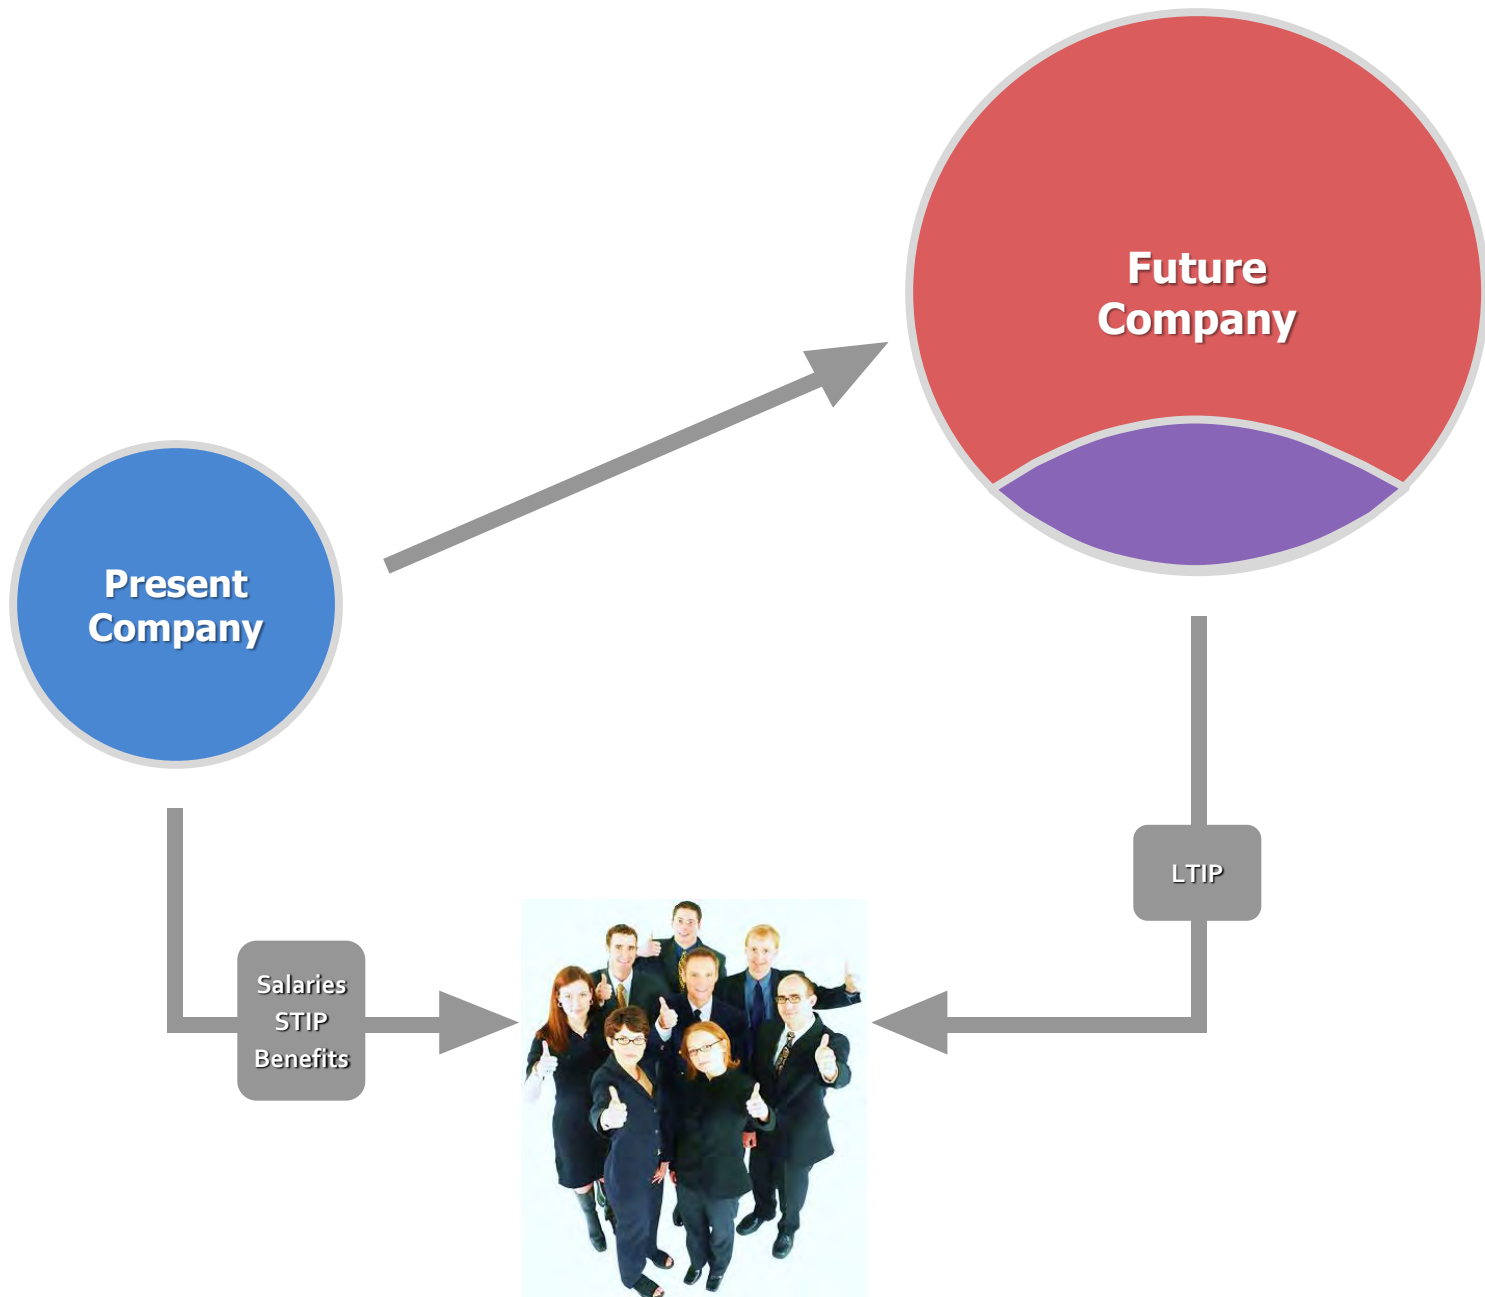 Future
Company
Present
Company
LTIP
Salaries
STIP
Benefits